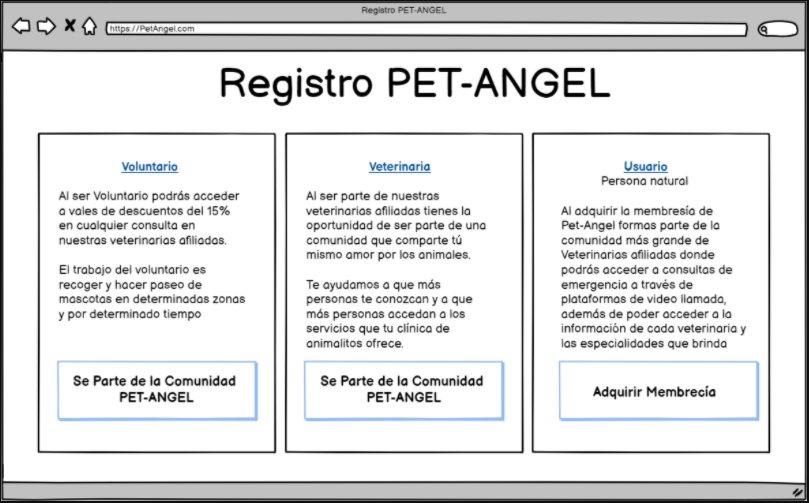 Registro PET-ANGEL
https://PetAngel.com
Registro PET-ANGEL
Voluntario
Al ser Voluntario podrás acceder
a vales de descuentos del 15%
en cualquier consulta en
nuestras veterinarias afiliadas.
El trabajo del voluntario es
recoger y hacer paseo de
mascotas en determinadas zonas
y por determinado tiempo
Se Parte de la Comunidad
PET-ANGEL
Veterinaria
Al ser parte de nuestras
veterinarias afiliadas tienes la
oportunidad de ser parte de una
comunidad que comparte tú
mismo amor por los animales.
Te ayudamos a que más
personas te conozcan y a que
más personas accedan a los
servicios que tu clínica de
animalitos ofrece.
Se Parte de la Comunidad
PET-ANGEL
Usuario
Persona natural
Al adquirir la membresía de
Pet-Angel formas parte de la
comunidad más grande de
Veterinarias afiliadas donde
podrás acceder a consultas de
emergencia a través de
plataformas de video llamada,
además de poder acceder a la
información de cada veterinaria y
las especialidades que brinda
Adquirir Membrecía